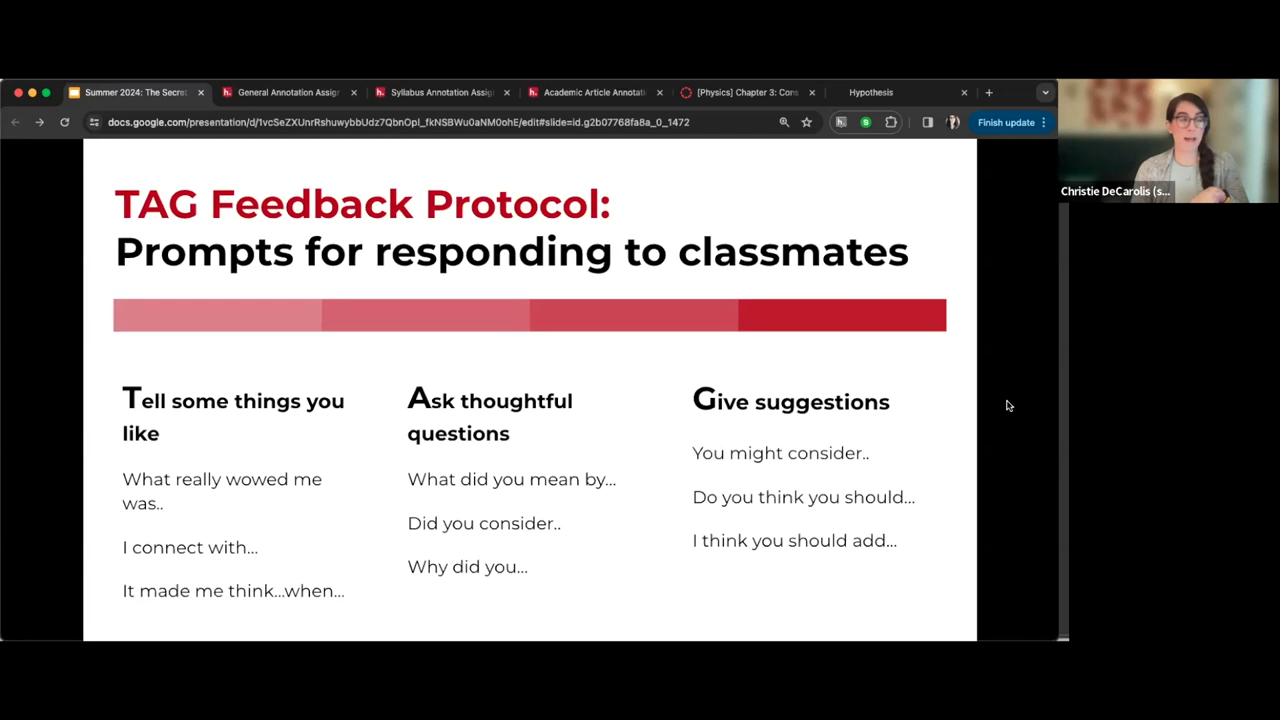 Summer 2024: The Secret
General Annotation Assign
Syllabus Annotation Assig
Academic Article Annotati
[Physics] Chapter 3: Cons
Hypothesis
docs.google.com/presentation/d/1vcSeZXUnrRshuwybbUdz7QbnOpl_fkNSBWu0aNM0ohE/edit#slide=id.g2b07768fa8a_0_1472
Finish update
Christie DeCarolis (s...
TAG Feedback Protocol:
Prompts for responding to classmates
Tell some things you
like
What really wowed me
was..
I connect with...
It made me think...when...
Ask thoughtful
questions
What did you mean by...
Did you consider..
Why did you...
Give suggestions
You might consider..
Do you think you should...
I think you should add...